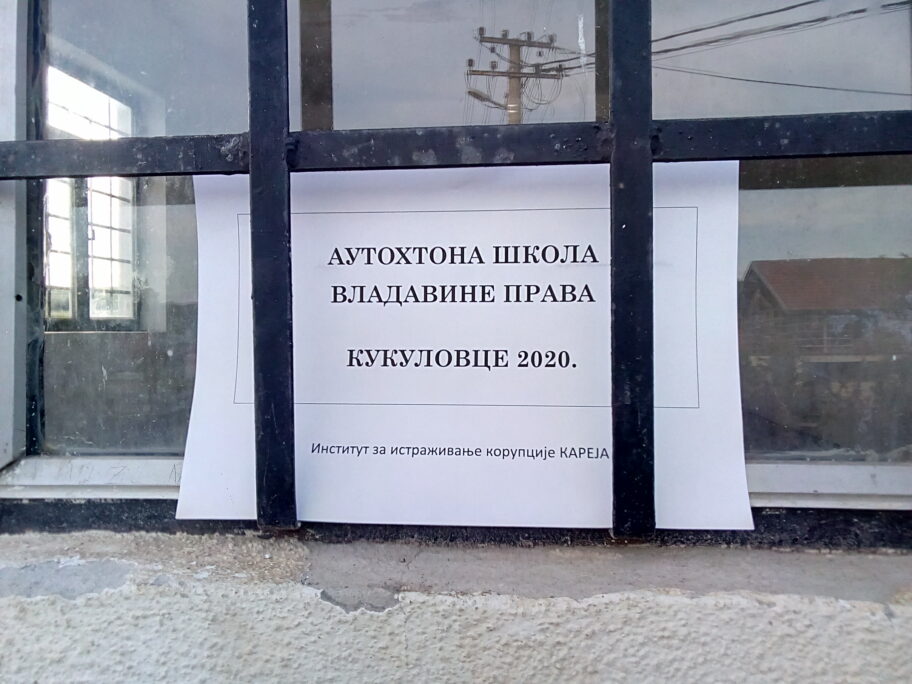 АУТОХТОНА ШКОЛА
ВЛАДАВИНЕ ПРАВА
КУКУЛОВЦЕ 2020.
Институт за истраживање корупције КАРЕЈА